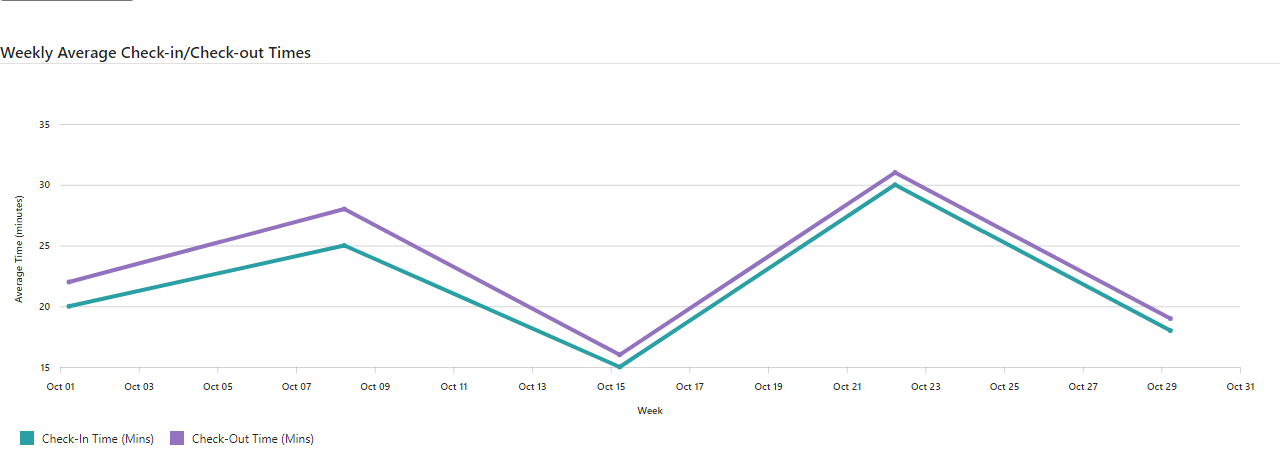 Weekly Average Check-in/Check-out Times
35
30
25
20
15
Average Time (minutes)
Oct 01 Oct 03 Oct 05 Oct 07 Oct 09 Oct 11 Oct 13 Oct 15 Oct 17 Oct 19 Oct 21 Oct 23 Oct 25 Oct 27 Oct 29 Oct 31
Week
Check-In Time (Mins) Check-Out Time (Mins)